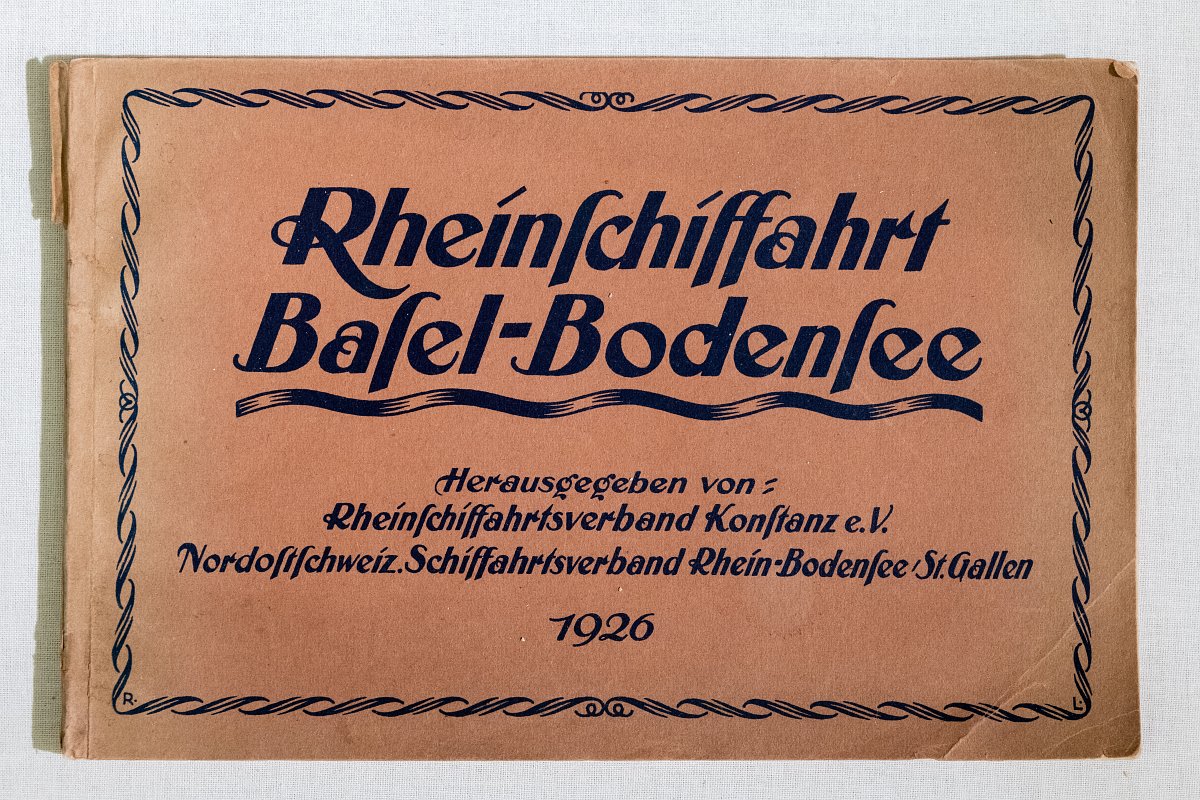 Rheinſchiffahrt
Baſel-Bodenſee
Herausgegeben von:
Rheinſchiffahrtsverband Konſtanz e.V.
Nordoſtſchweiz. Schiffahrtsverband Rhein-Bodenſee, St. Gallen
1926
R. L.